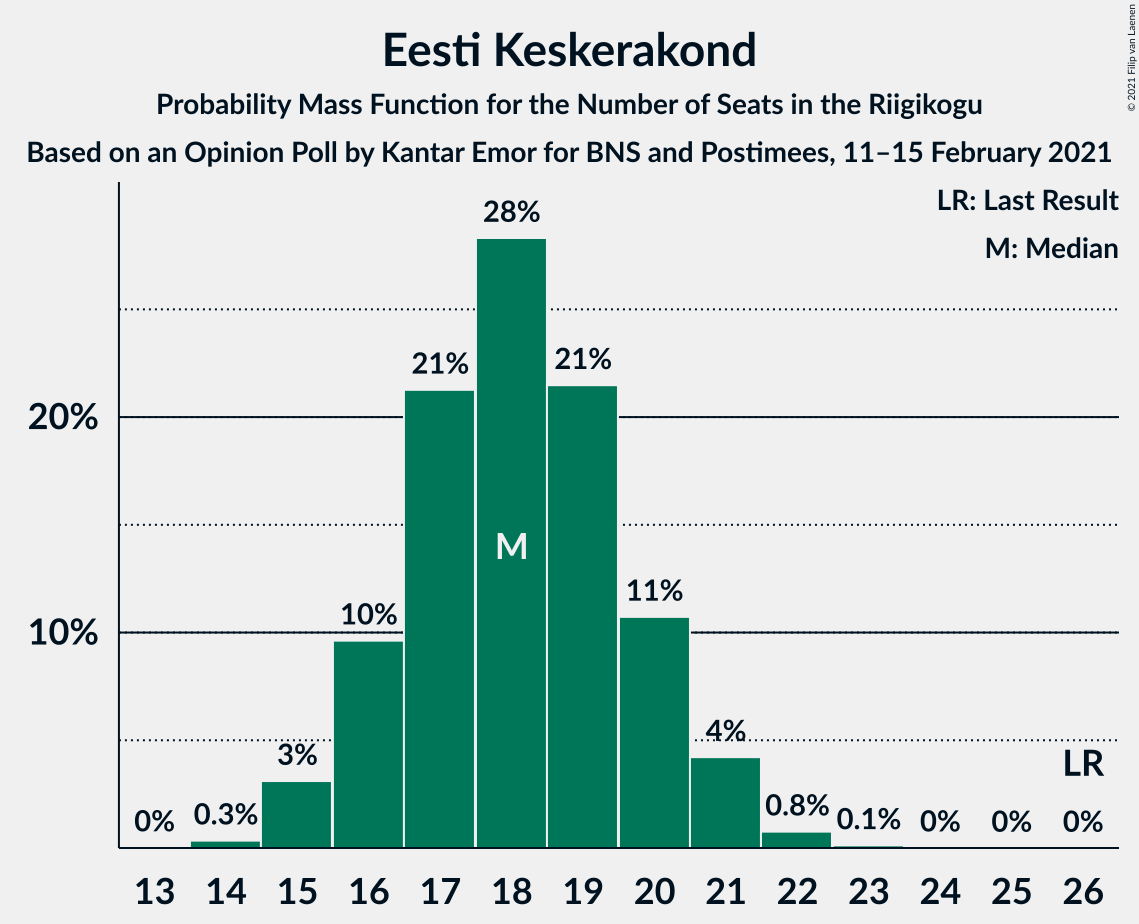 Eesti Keskerakond
Probability Mass Function for the Number of Seats in the Riigikogu
Based on an Opinion Poll by Kantar Emor for BNS and Postimees, 11–15 February 2021
© 2021 Filip van Laenen
LR: Last Result
M: Median
28%
21%
21%
20%
M
11%
10%
10%
4%
3%
LR
0%
0.3%
0.8%
0.1%
0%
0%
0%
13 14 15 16 17 18 19 20 21 22 23 24 25 26